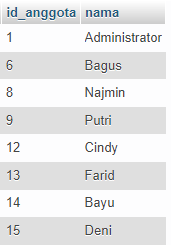 id_anggota nama
1 Administrator
6 Bagus
8 Najmin
9 Putri
12 Cindy
13 Farid
14 Bayu
15 Deni